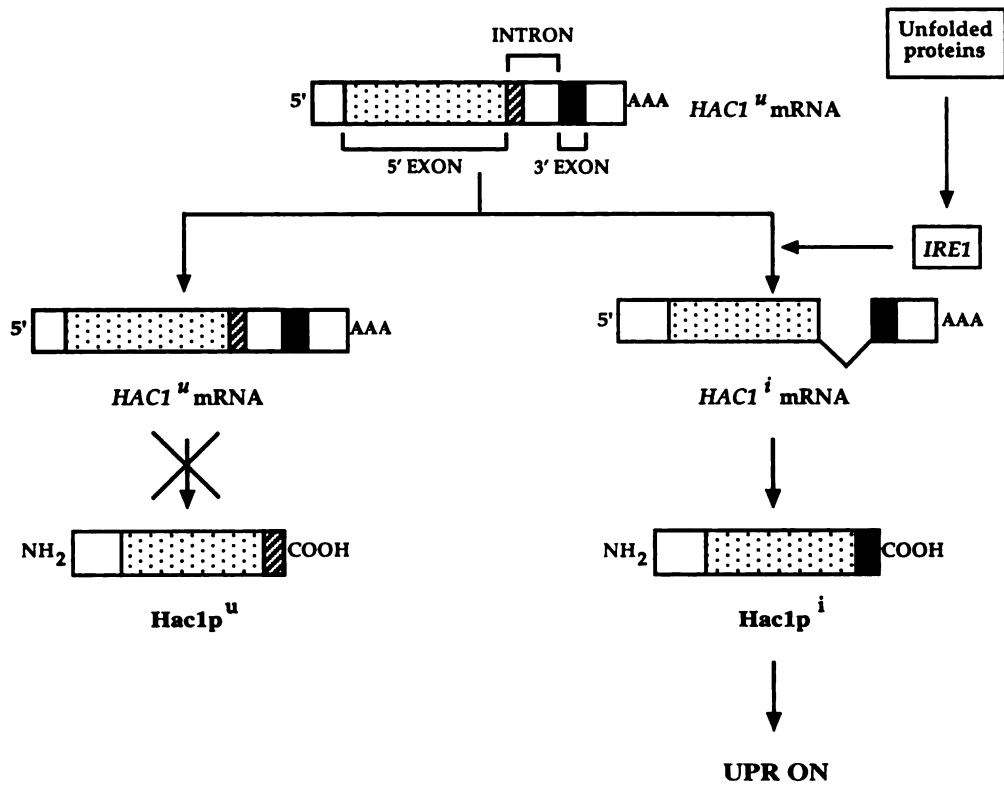 Unfolded
proteins
INTRON
5' AAA HAC1 u mRNA
5' EXON 3' EXON
IRE1
5' AAA
HAC1 u mRNA
5' AAA
HAC1 i mRNA
NH2 COOH
Hac1p u
NH2 COOH
Hac1p i
UPR ON